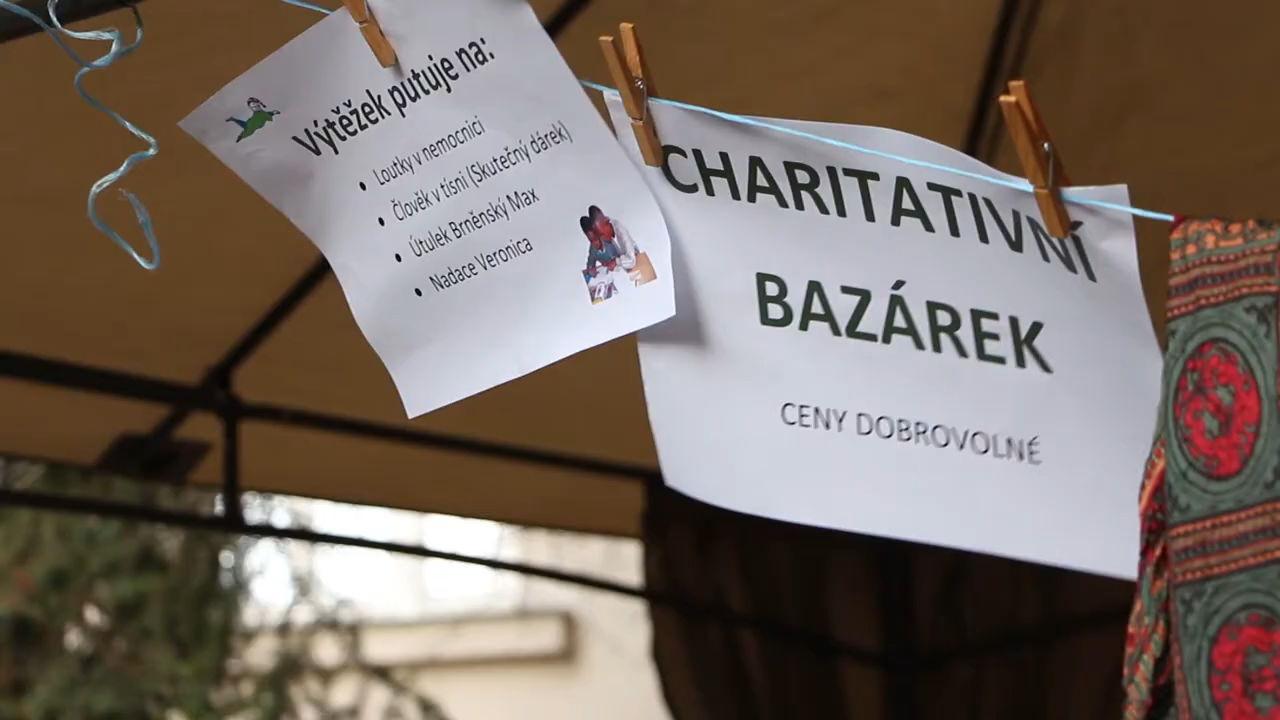 Výtěžek putuje na:
• Loutky v nemocnici
• Člověk v tísni (Skutečný dárek)
• Útulek Brněnský Max
• Nadace Veronica
CHARITATIVNÍ
BAZÁREK
CENY DOBROVOLNÉ